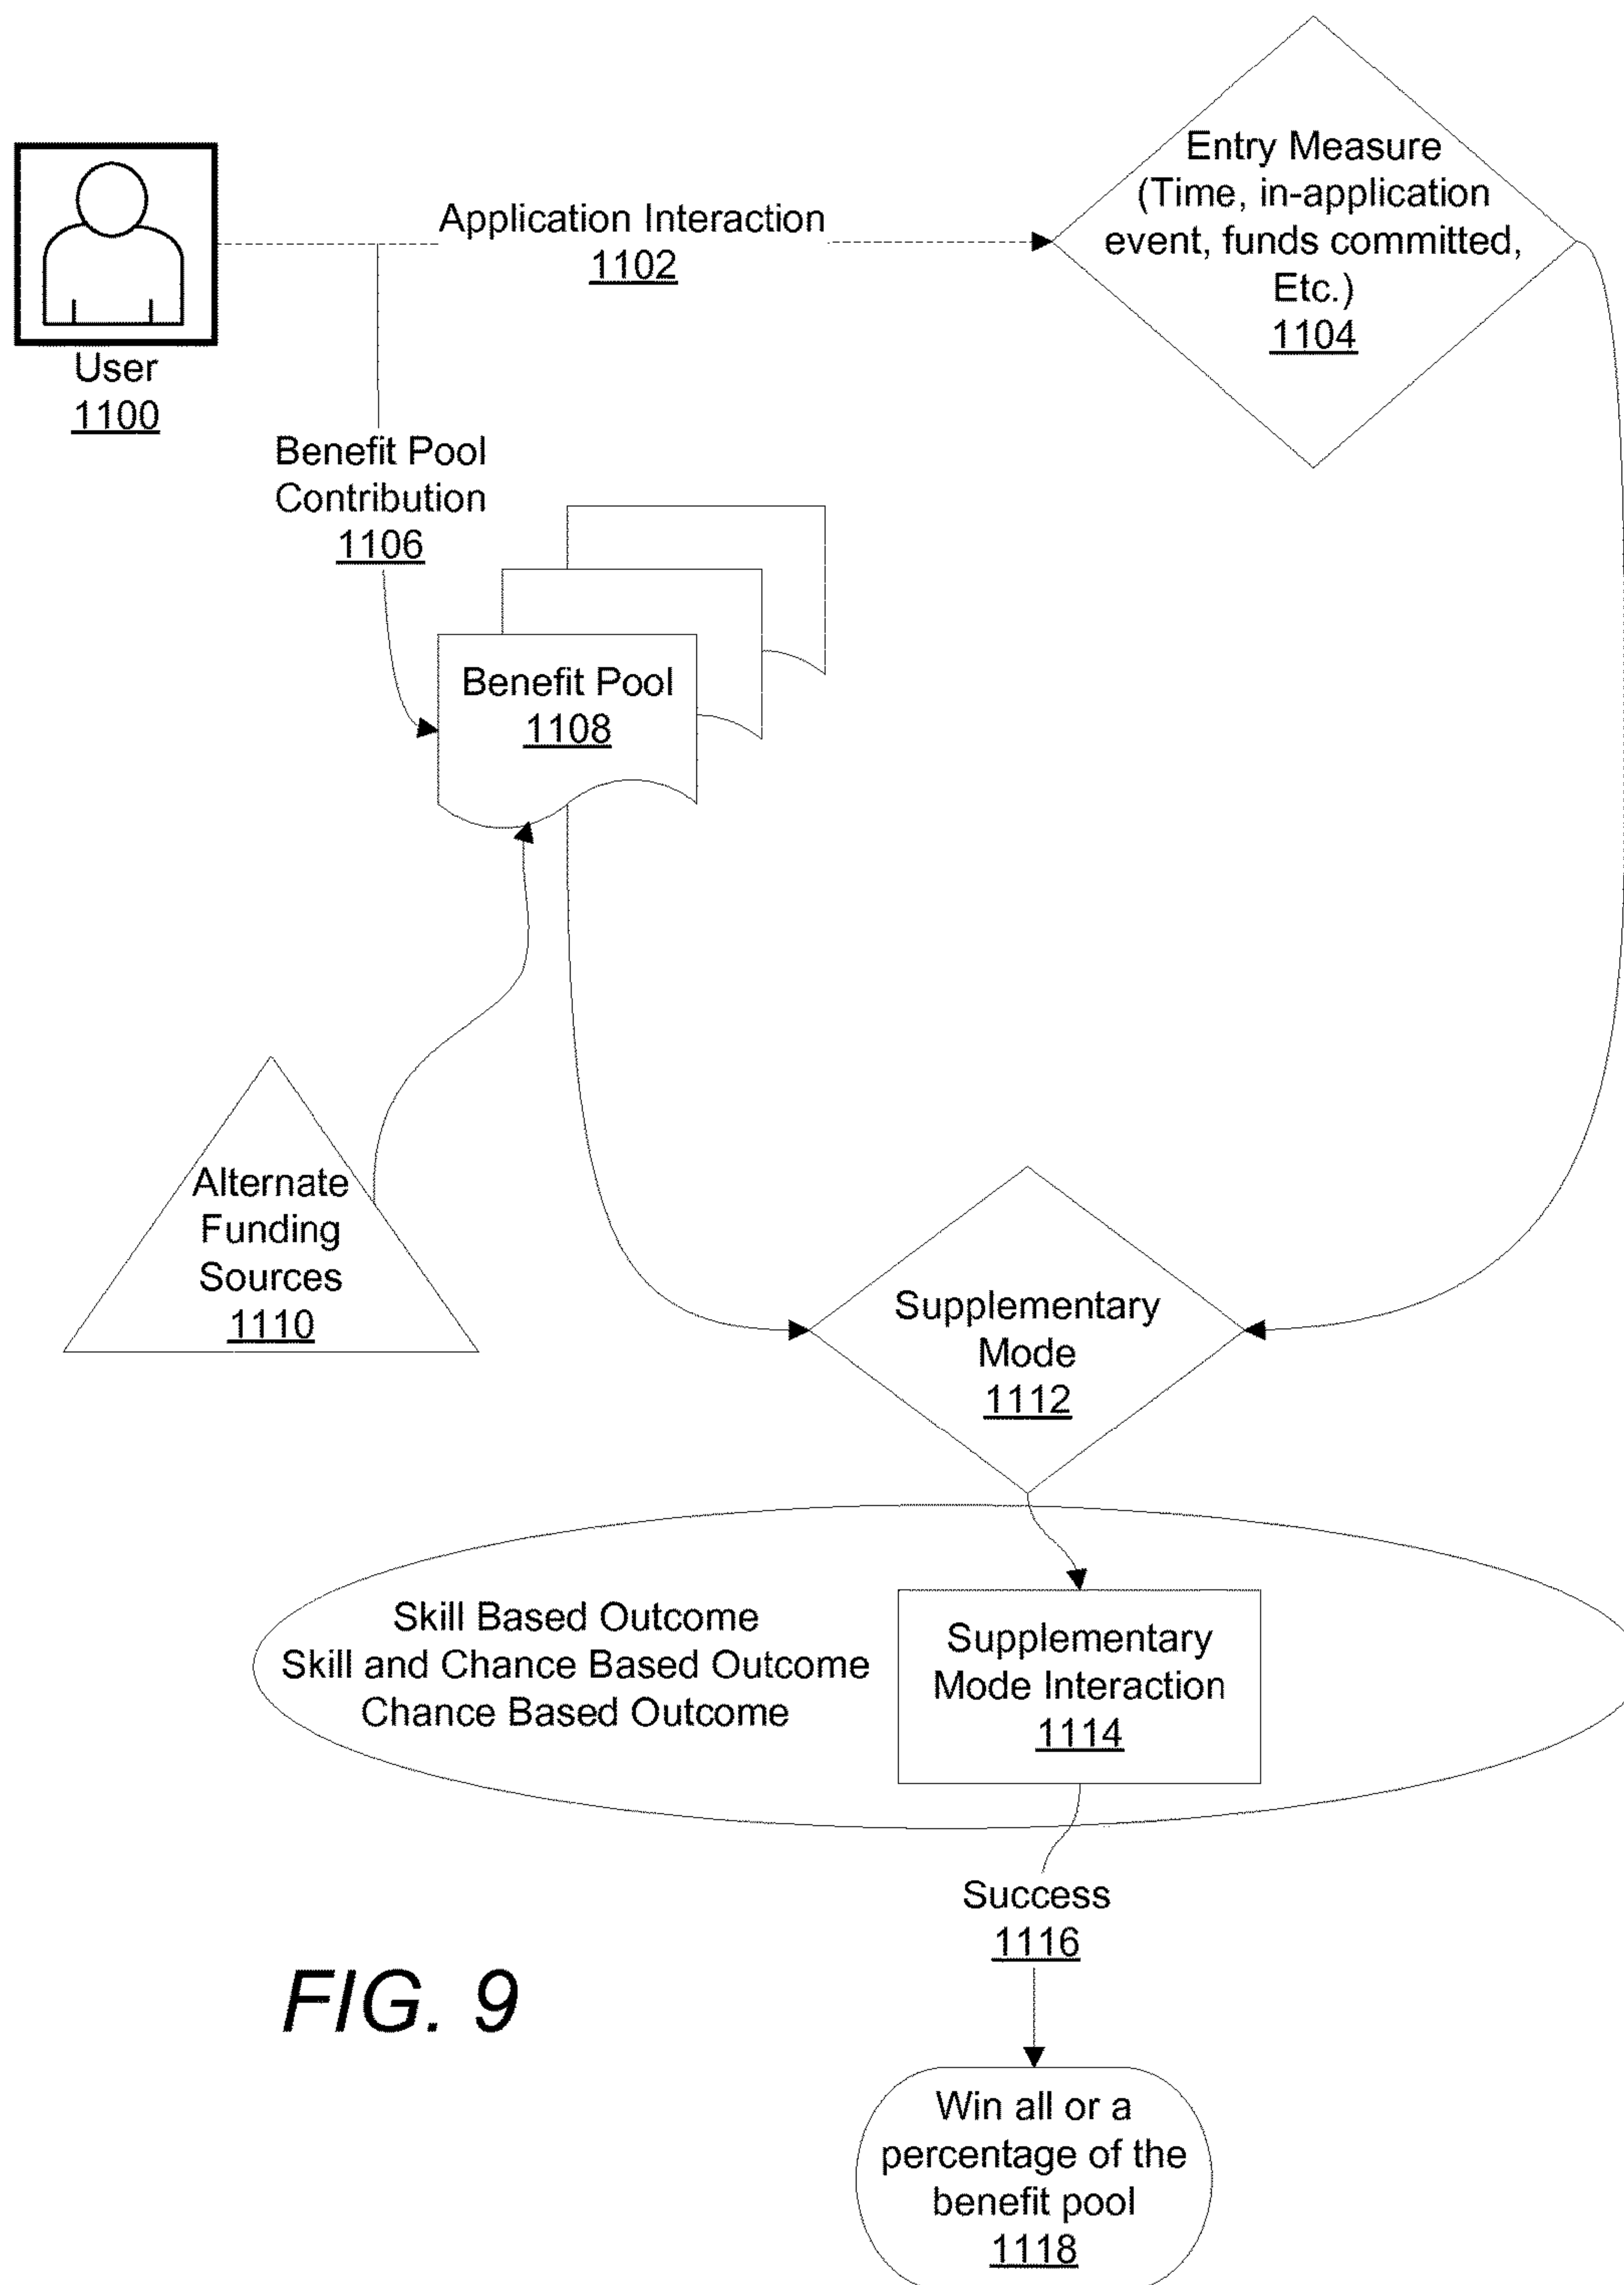 Entry Measure
(Time, in-application
event, funds committed,
Etc.)
1104
Application Interaction
1102
User
1100
Benefit Pool
Contribution
1106
Benefit Pool
1108
Alternate
Funding
Sources
1110
Supplementary
Mode
1112
Skill Based Outcome
Skill and Chance Based Outcome
Chance Based Outcome
Supplementary
Mode Interaction
1114
Success
1116
FIG. 9
Win all or a
percentage of the
benefit pool
1118